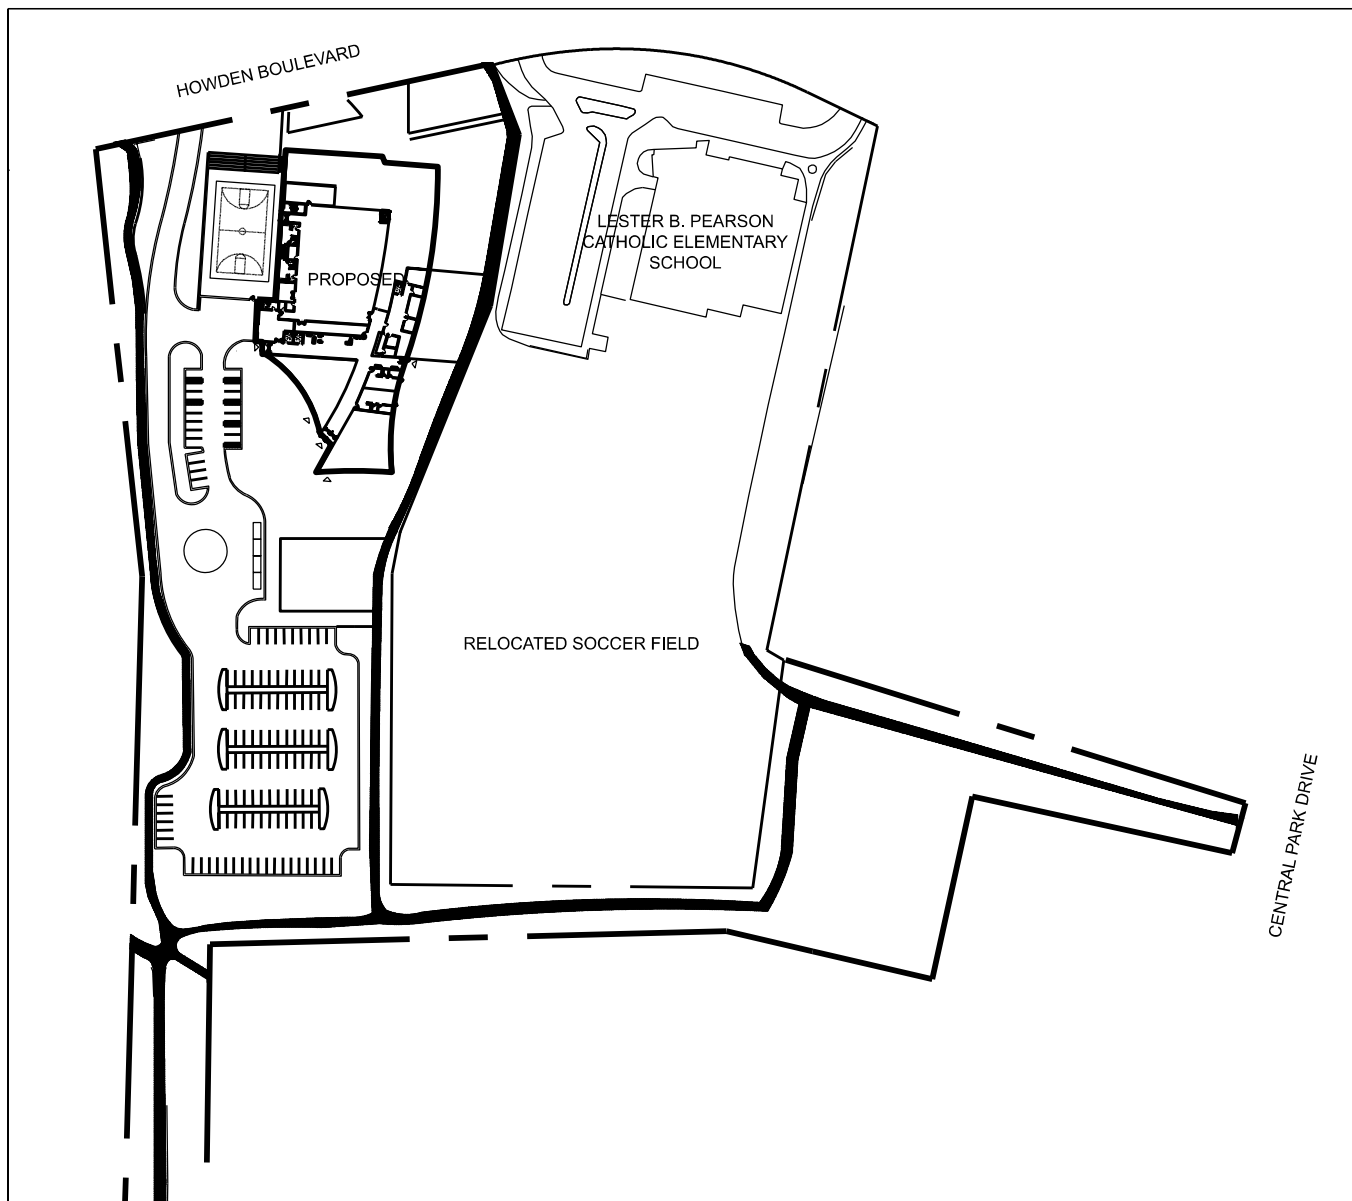 HOWDEN BOULEVARD
LESTER B. PEARSON
CATHOLIC ELEMENTARY
SCHOOL
PROPOSED
RELOCATED SOCCER FIELD
CENTRAL PARK DRIVE